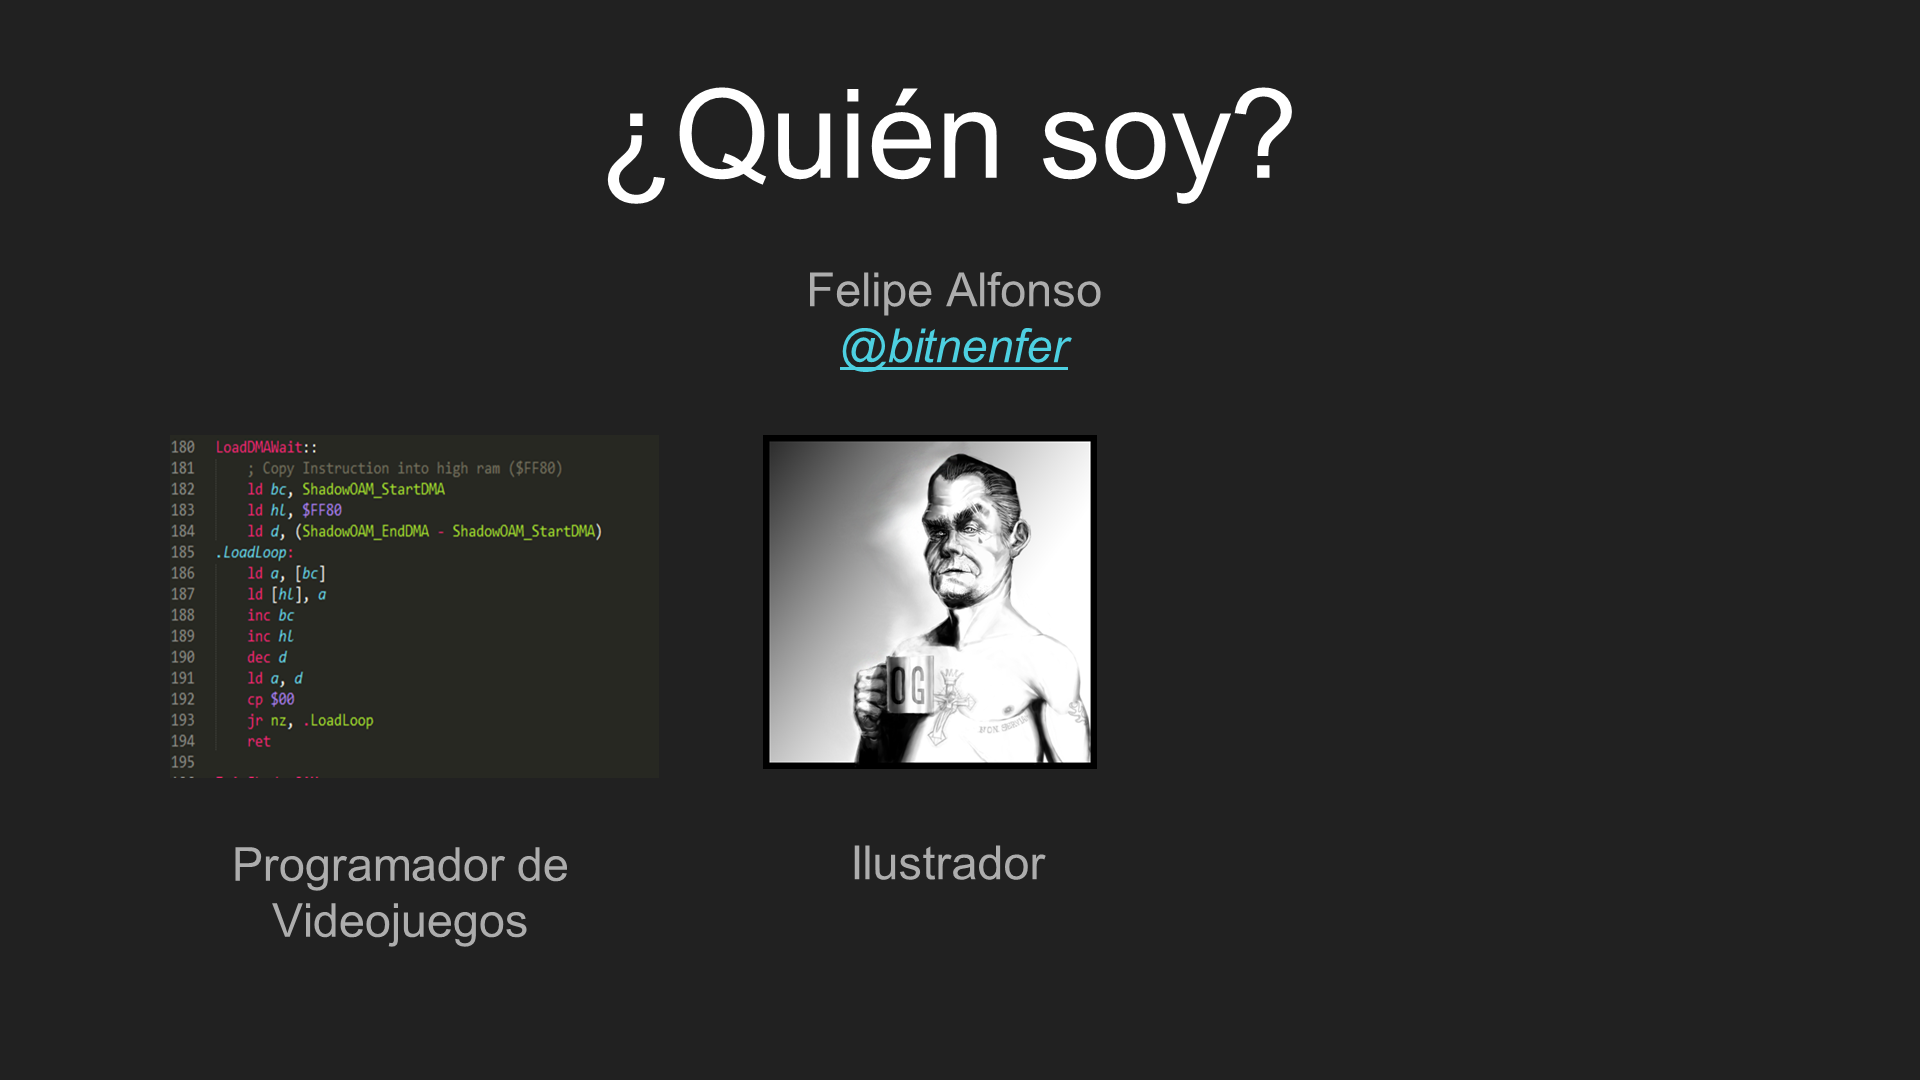 ¿Quién soy?
Felipe Alfonso
@bitnenfer
180 LoadDMAWait::
181 ; Copy Instruction into high ram ($FF80)
182 ld bc, ShadowOAM_StartDMA
183 ld hl, $FF80
184 ld d, (ShadowOAM_EndDMA - ShadowOAM_StartDMA)
185 .LoadLoop:
186 ld a, [bc]
187 ld [hl], a
188 inc bc
189 inc hl
190 dec d
191 ld a, d
192 cp $00
193 jr nz, .LoadLoop
194 ret
195
OG
NON
Programador de
Videojuegos
Ilustrador